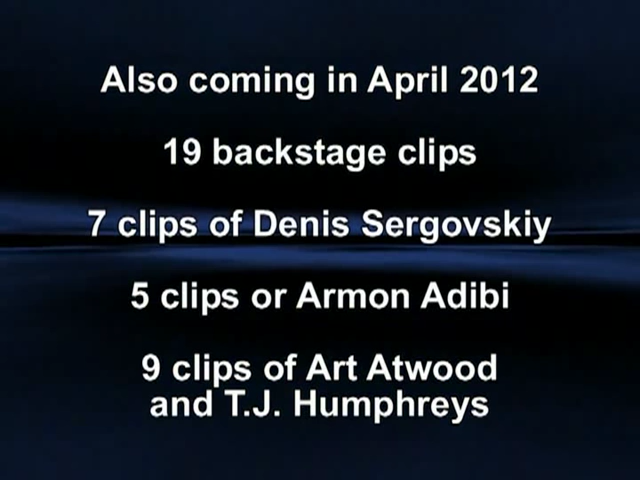 Also coming in April 2012
19 backstage clips
7 clips of Denis Sergovskiy
5 clips or Armon Adibi
9 clips of Art Atwood
and T.J. Humphreys